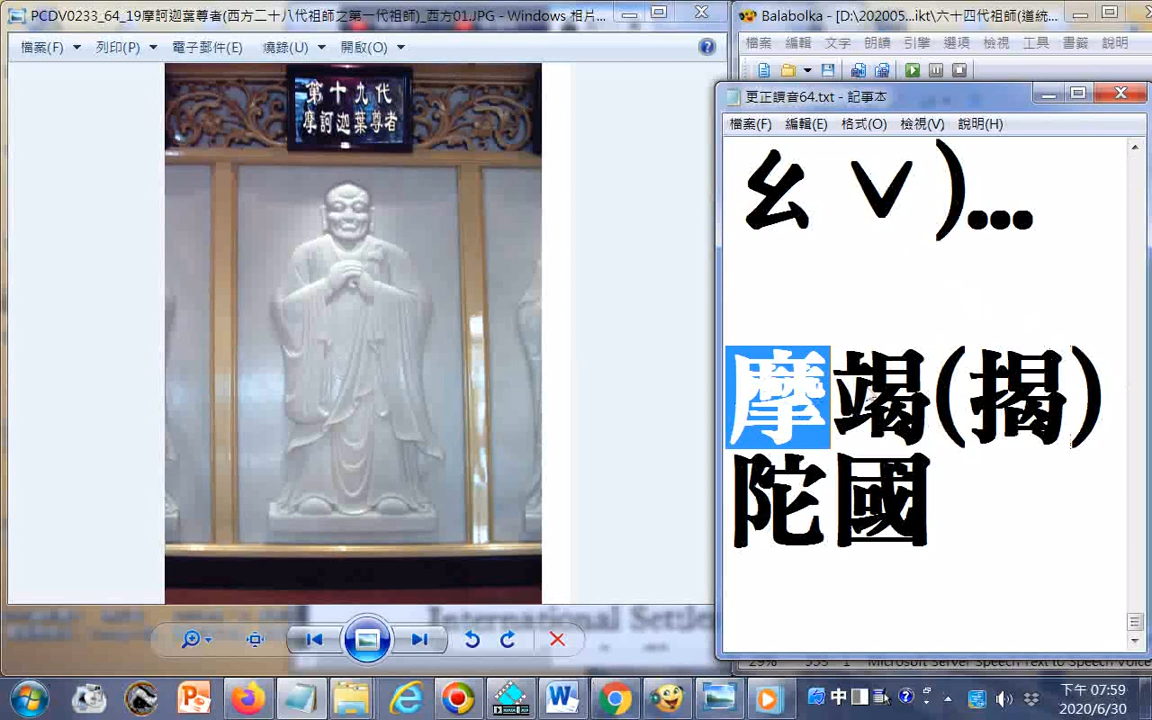 PCDV0233_64_19摩訶迦葉尊者(西方二十八代祖師之第一代祖師)_西方01.JPG - Windows 相片...
檔案(F) 列印(P) 電子郵件(E) 燒錄(U) 開啟(O)
第十九代
摩訶迦葉尊者
Balabolka - [D:\202005...ikt\六十四代祖師(道統...
檔案 編輯 文字 朗讀 引擎 選項 檢視 工具 書籤 說明
更正讀音64.txt - 記事本
檔案(F) 編輯(E) 格式(O) 檢視(V) 說明(H)
ㄠ ˇ)...
摩竭(揭)
陀國
International Settle
29% 555 1 Microsoft Server Speech Text to Speech Voice
中
下午 07:59
2020/6/30